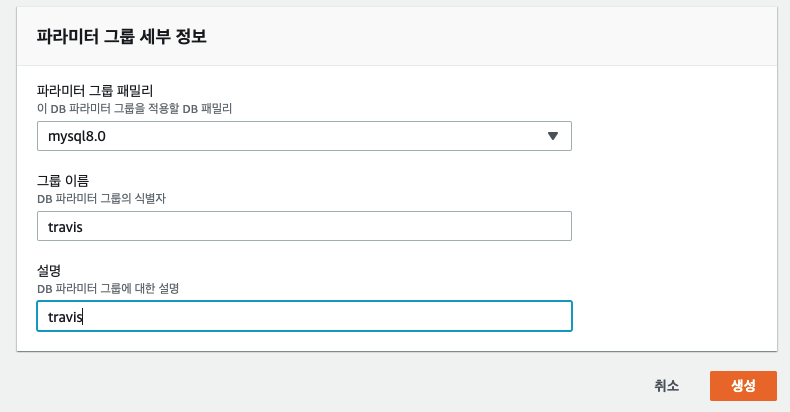 파라미터 그룹 세부 정보
파라미터 그룹 패밀리
이 DB 파라미터 그룹을 적용할 DB 패밀리
mysql8.0
그룹 이름
DB 파라미터 그룹의 식별자
travis
설명
DB 파라미터 그룹에 대한 설명
travis
취소
생성